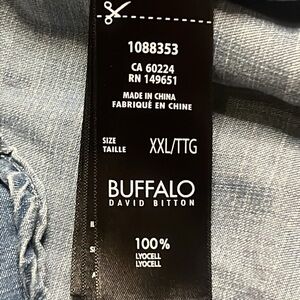 1088353
CA 60224
RN 149651
MADE IN CHINA
FABRIQUÉ EN CHINE
SIZE
TAILLE XXL/TTG
BUFFALO
DAVID BITTON
100%
LYOCELL
LYOCELL